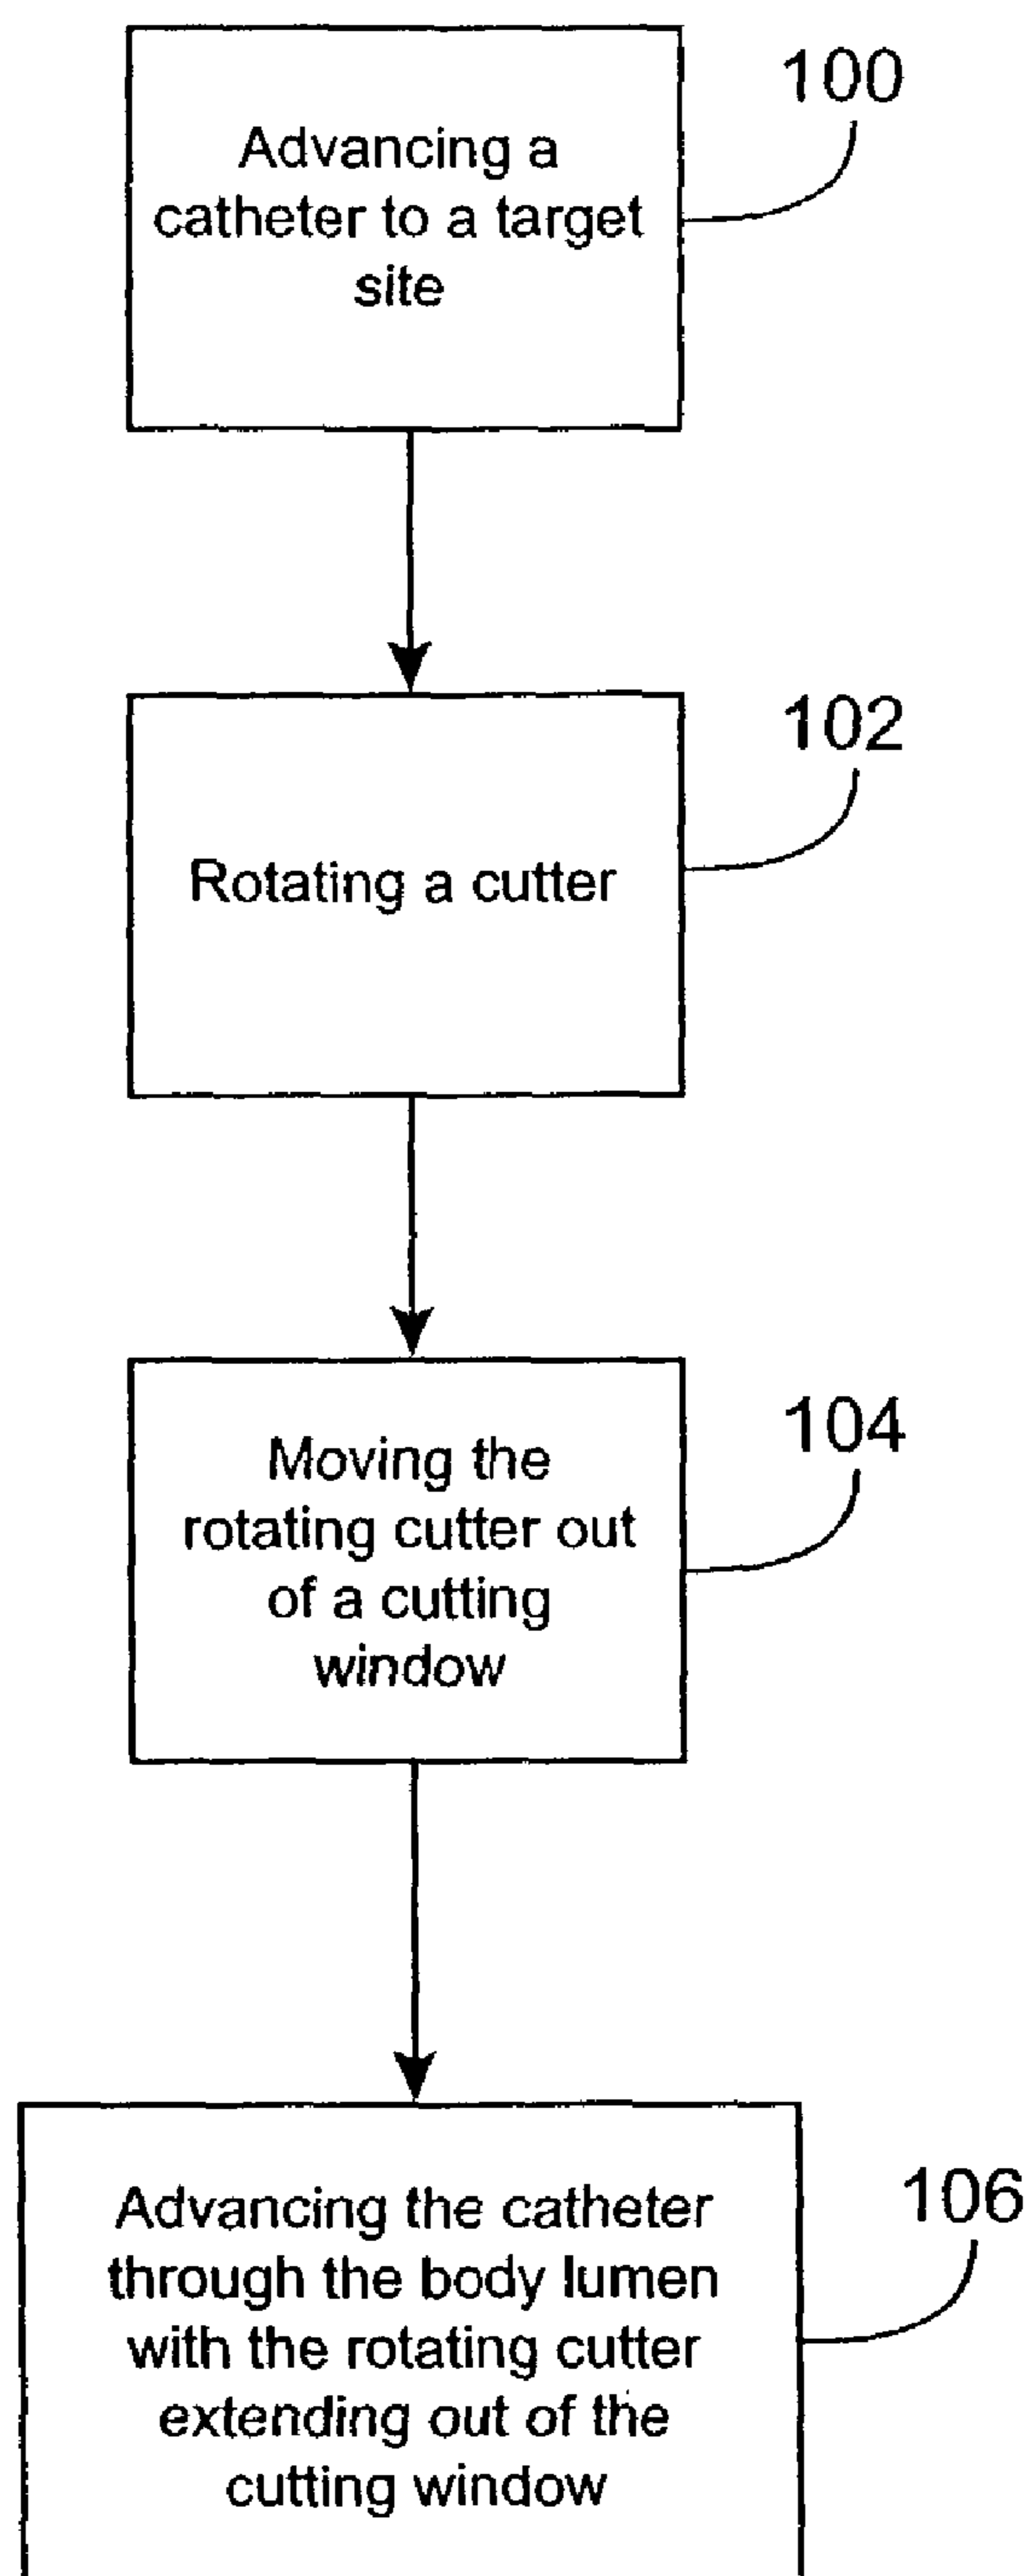 100
Advancing a
catheter to a target
site
102
Rotating a cutter
104
Moving the
rotating cutter out
of a cutting
window
106
Advancing the catheter
through the body lumen
with the rotating cutter
extending out of the
cutting window